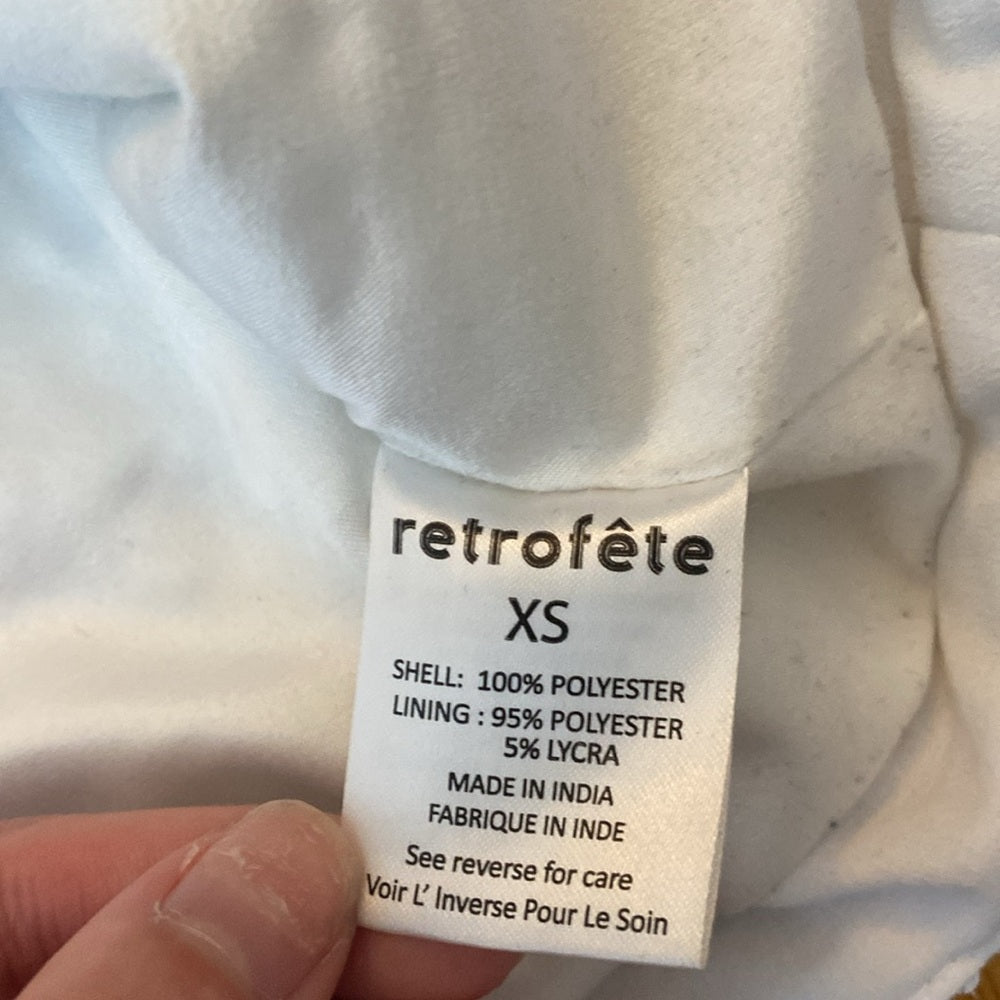 retrofête
XS
SHELL: 100% POLYESTER
LINING : 95% POLYESTER
5% LYCRA
MADE IN INDIA
FABRIQUE IN INDE
See reverse for care
Voir L' Inverse Pour Le Soin